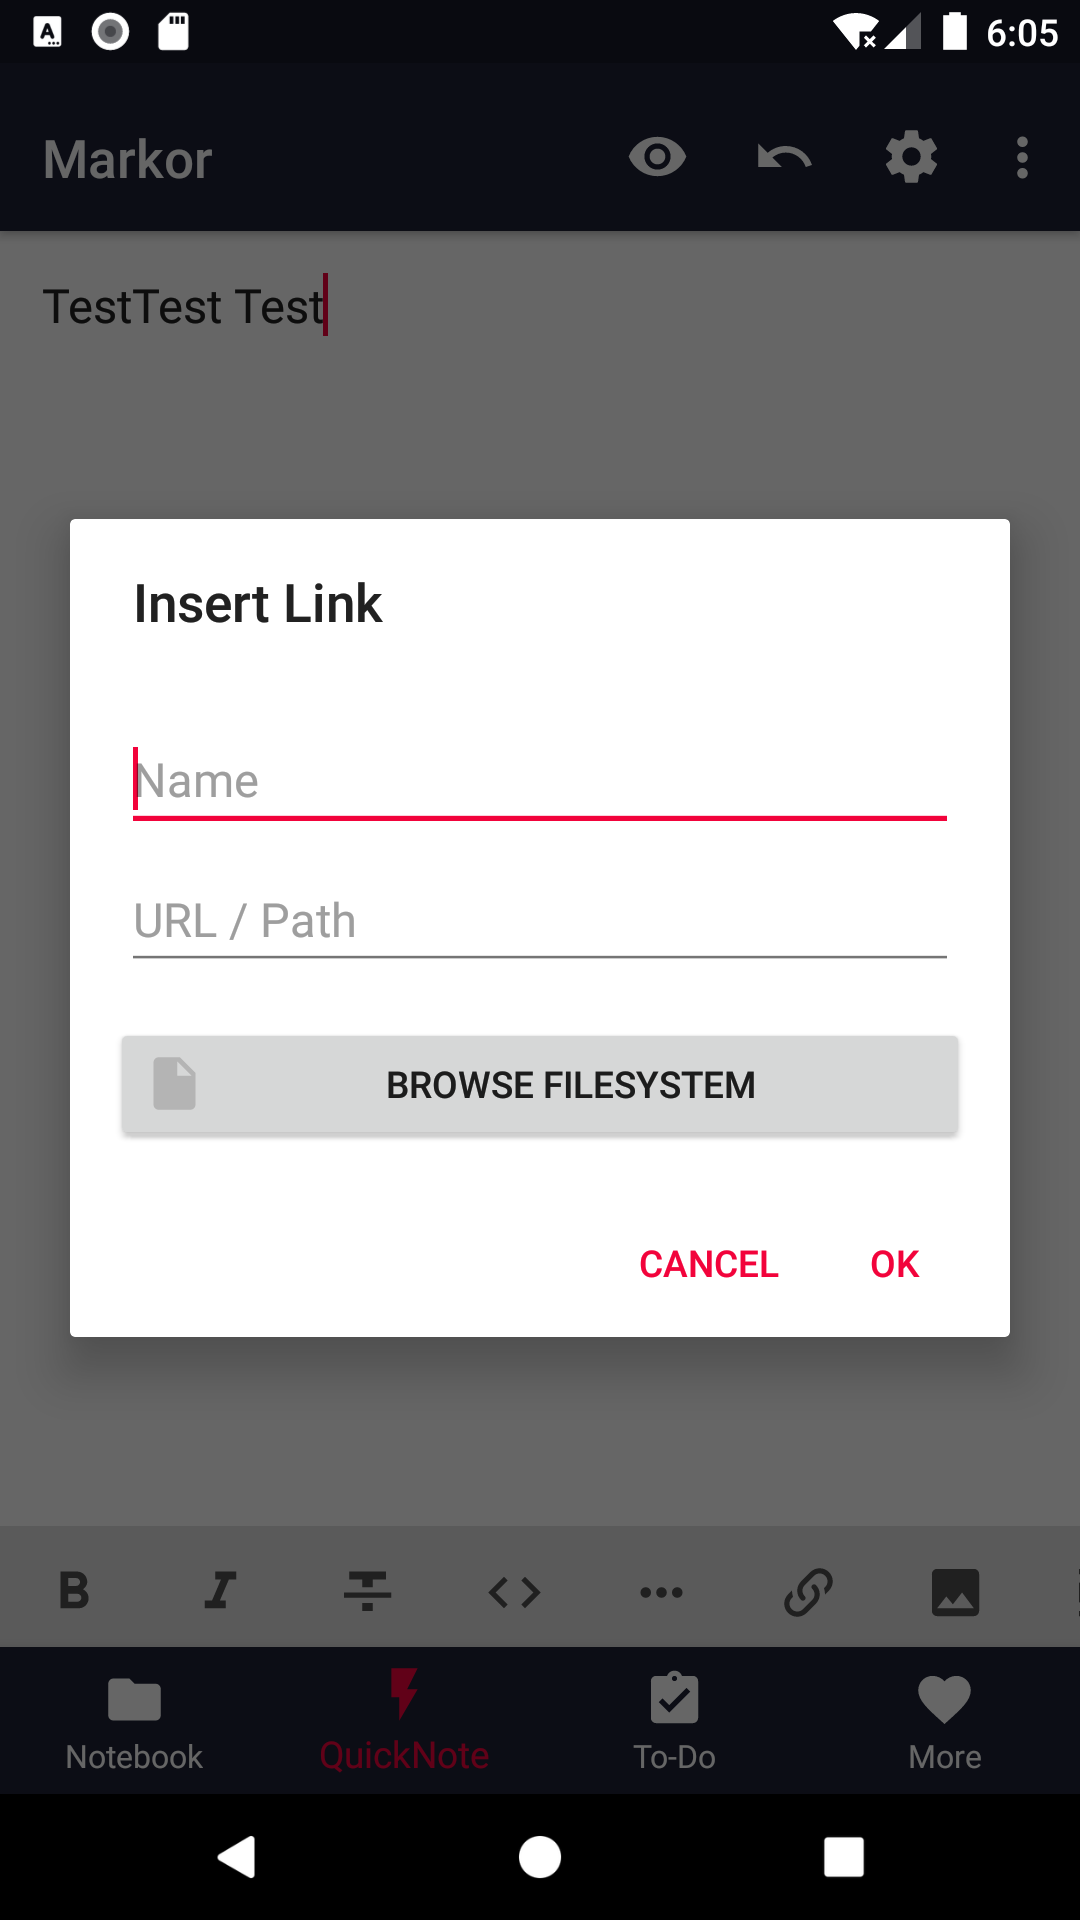 6:05
Markor
TestTest Test
Insert Link
Name
URL / Path
BROWSE FILESYSTEM
CANCEL OK
Notebook QuickNote To-Do More